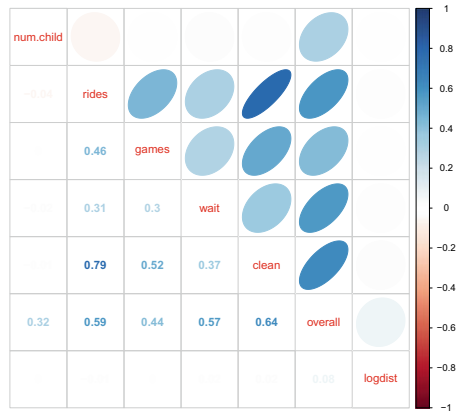 num.child
−0.04 rides
0.46 games
0.31 0.3 wait
0.79 0.52 0.37 clean
0.32 0.59 0.44 0.57 0.64 overall
0.08 logdist
1
0.8
0.6
0.4
0.2
0
−0.2
−0.4
−0.6
−0.8
−1